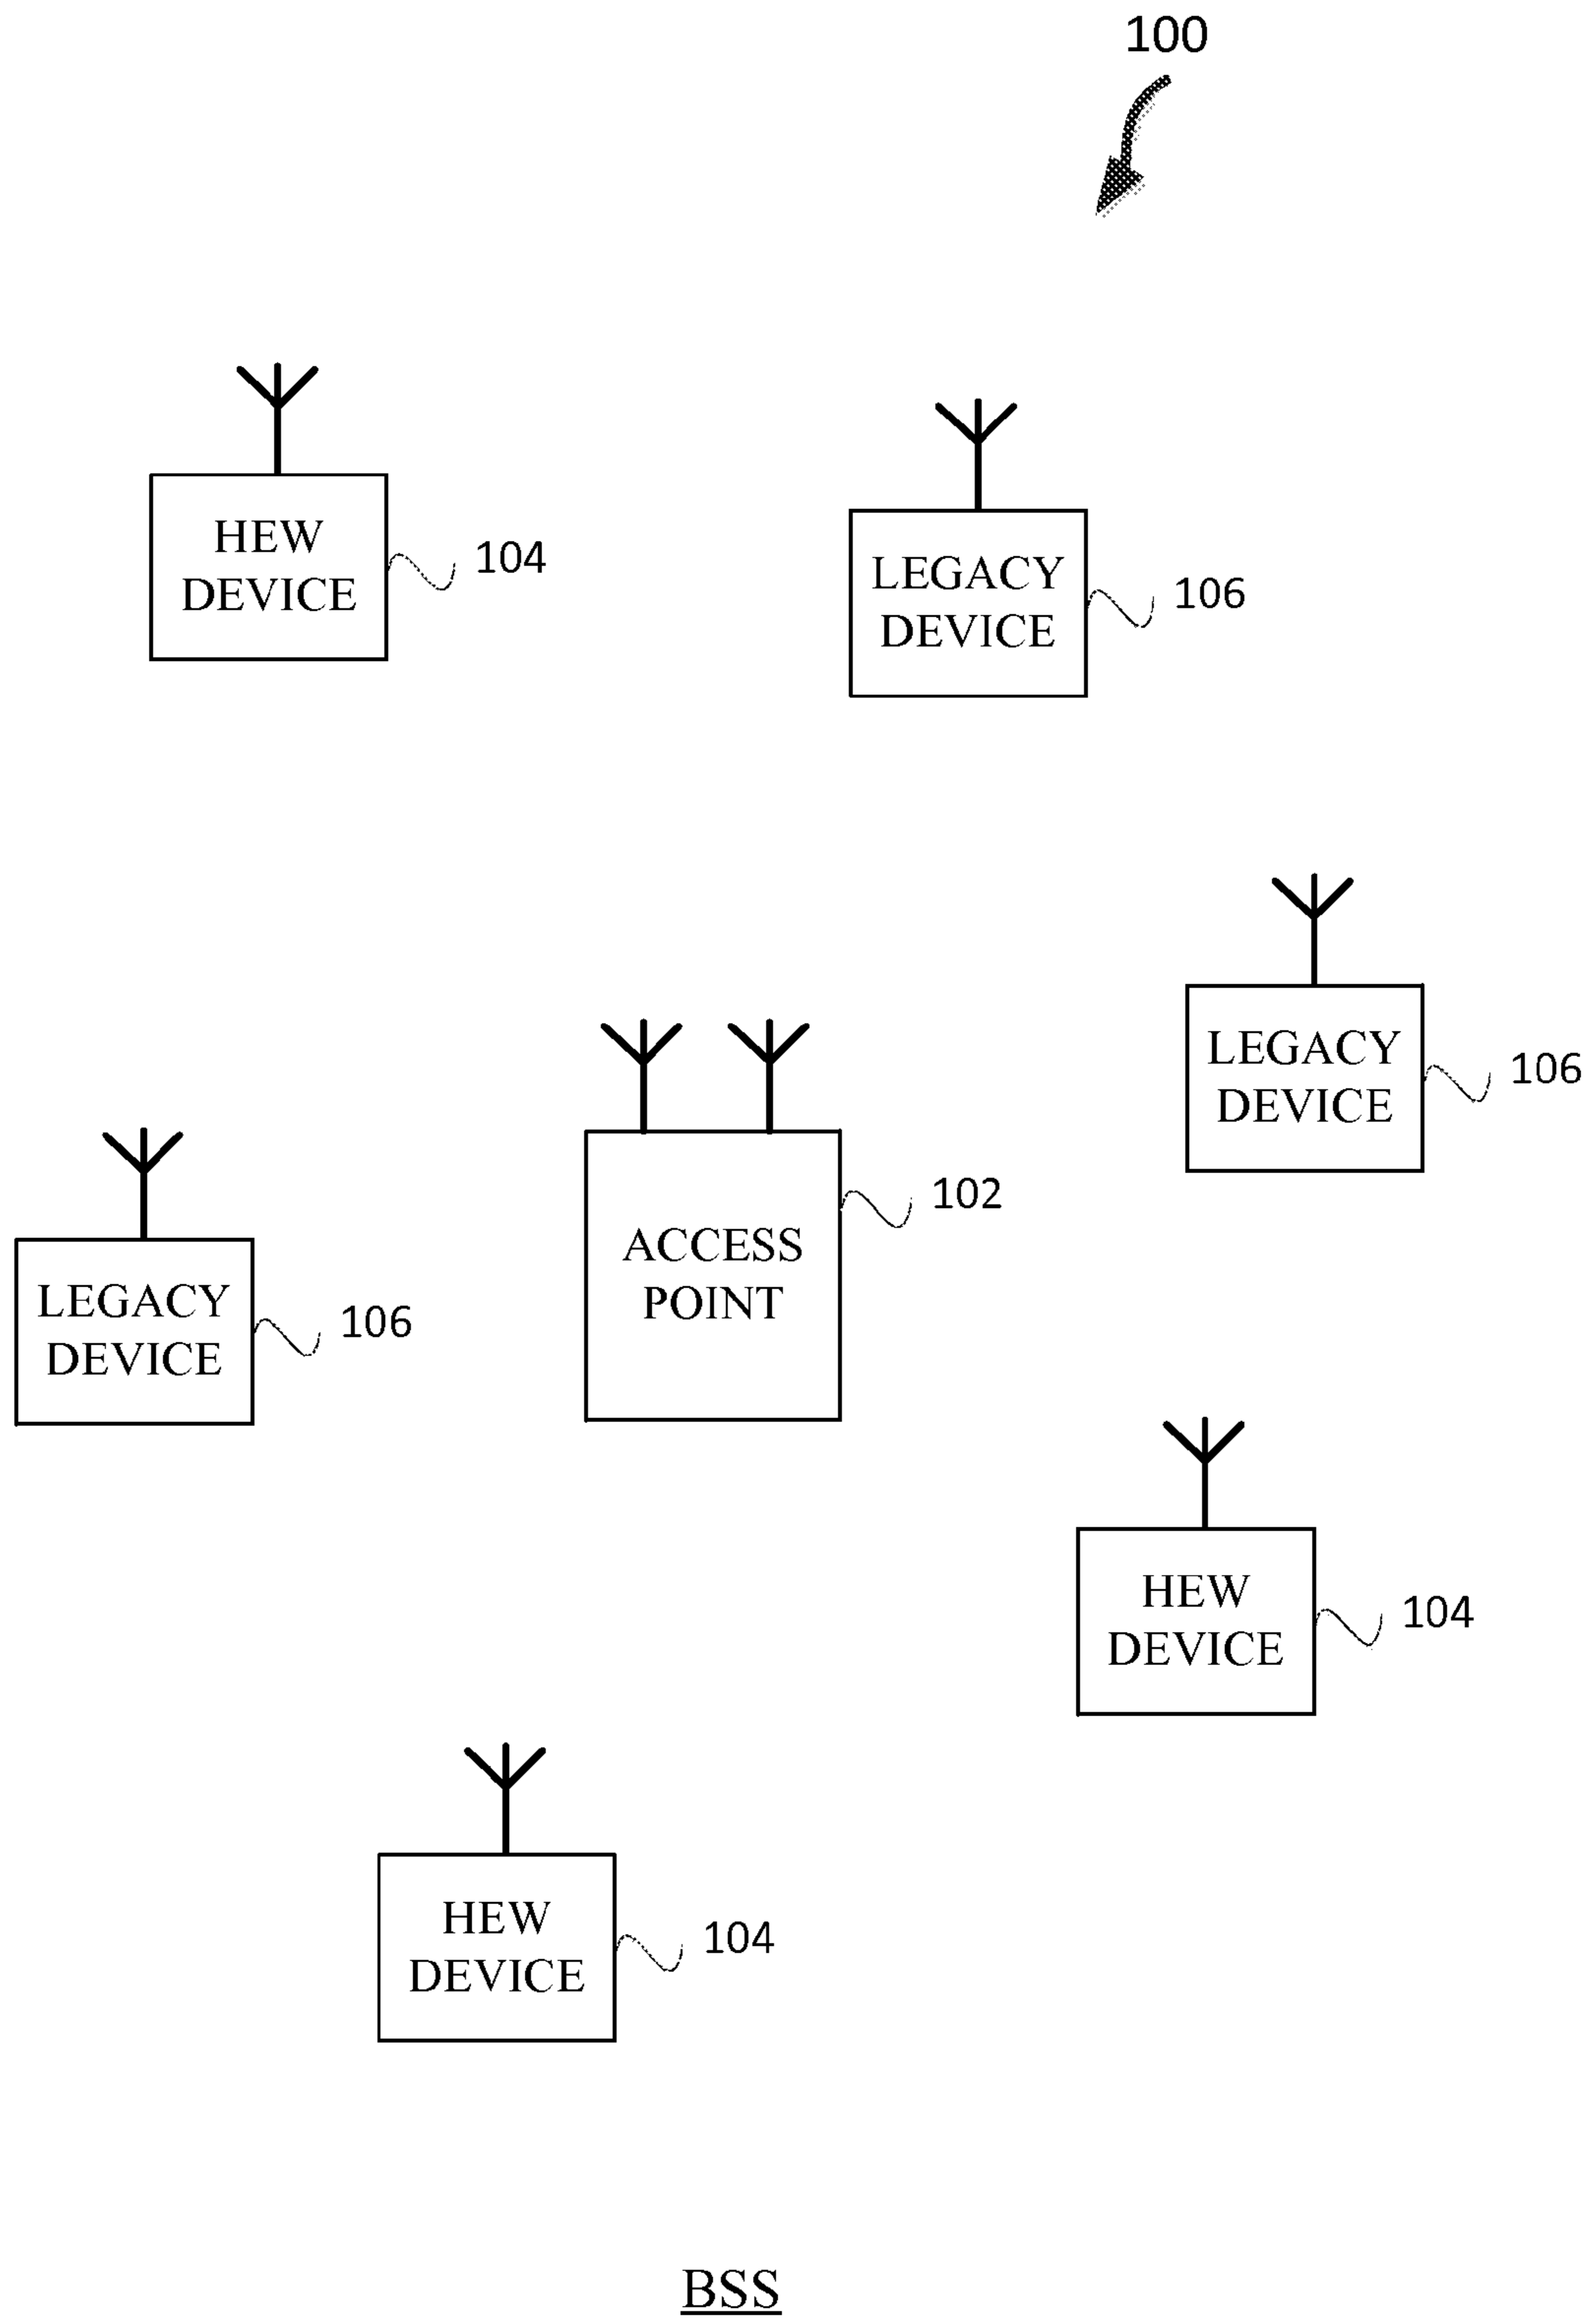 100
HEW
DEVICE
104
LEGACY
DEVICE
106
LEGACY
DEVICE
106
ACCESS
POINT
102
LEGACY
DEVICE
106
HEW
DEVICE
104
HEW
DEVICE
104
BSS